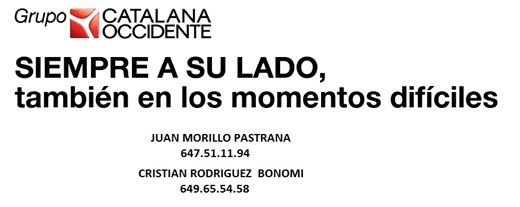 Grupo CATALANA
OCCIDENTE
SIEMPRE A SU LADO,
también en los momentos difíciles
JUAN MORILLO PASTRANA
647.51.11.94
CRISTIAN RODRIGUEZ BONOMI
649.65.54.58